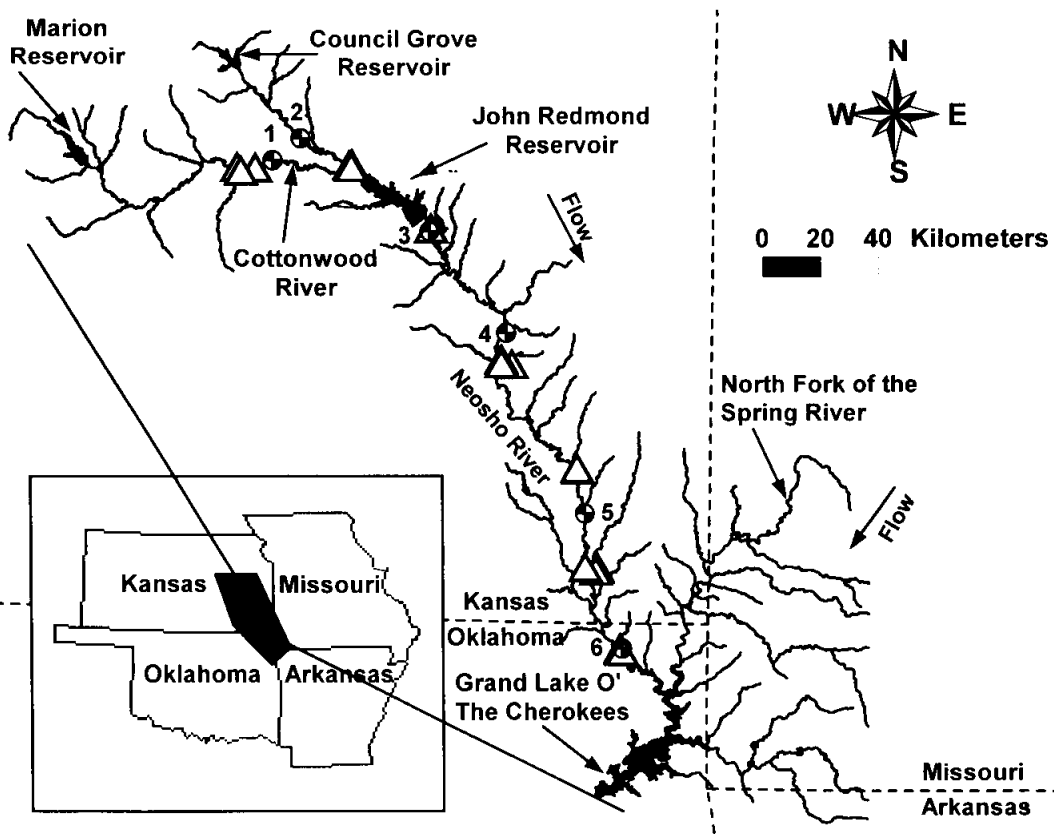 Marion
Reservoir
Council Grove
Reservoir
N
W
E
S
2
1
John Redmond
Reservoir
3
Flow
Cottonwood
River
0 20 40 Kilometers
4
Neosho River
North Fork of the
Spring River
5
Flow
Kansas
Missouri
Kansas
Oklahoma
6
Oklahoma
Arkansas
Grand Lake O'
The Cherokees
Missouri
Arkansas